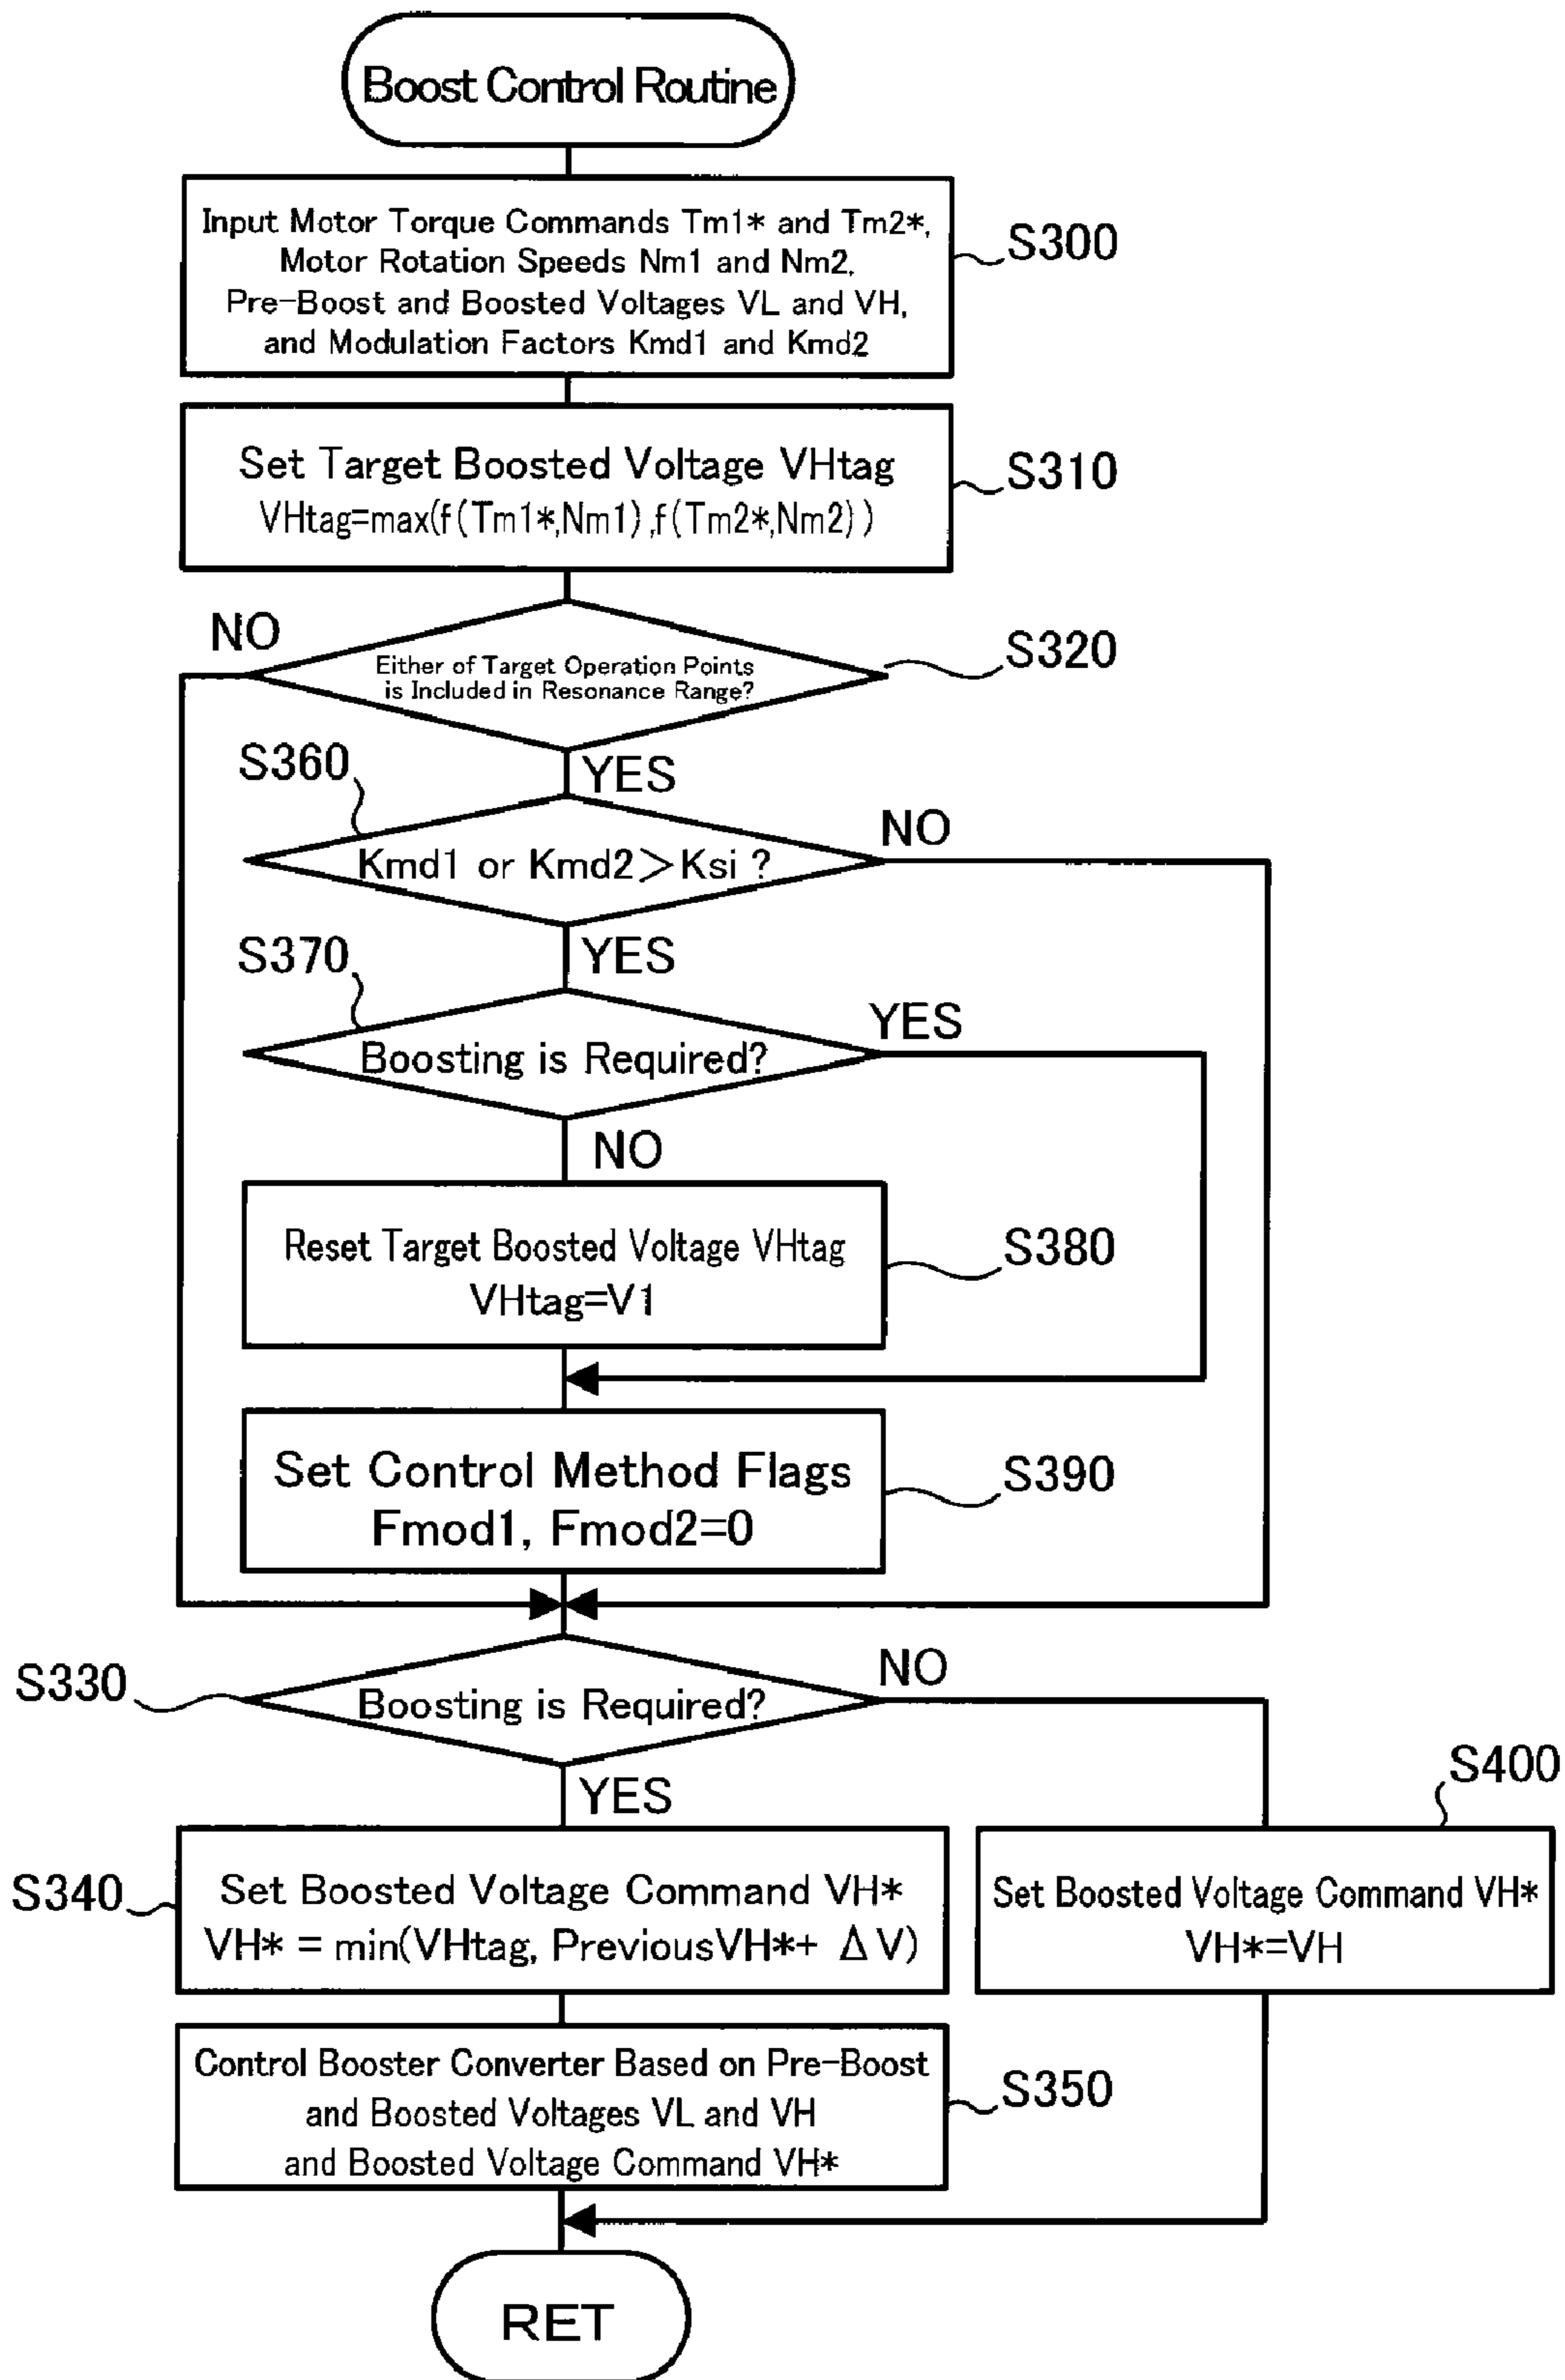 Boost Control Routine
Input Motor Torque Commands Tm1* and Tm2*,
Motor Rotation Speeds Nm1 and Nm2,
Pre-Boost and Boosted Voltages VL and VH,
and Modulation Factors Kmd1 and Kmd2
S300
Set Target Boosted Voltage VHtag
VHtag=max(f(Tm1*,Nm1),f(Tm2*,Nm2))
S310
NO
Either of Target Operation Points
is Included in Resonance Range?
S320
S360
YES
Kmd1 or Kmd2>Ksi ?
NO
S370
YES
Boosting is Required?
YES
NO
Reset Target Boosted Voltage VHtag
VHtag=V1
S380
Set Control Method Flags
Fmod1, Fmod2=0
S390
S330
Boosting is Required?
NO
YES
S400
S340
Set Boosted Voltage Command VH*
VH* = min(VHtag, PreviousVH*+ ΔV)
Set Boosted Voltage Command VH*
VH*=VH
Control Booster Converter Based on Pre-Boost
and Boosted Voltages VL and VH
and Boosted Voltage Command VH*
S350
RET